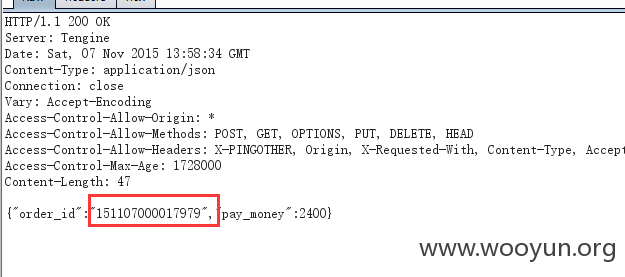 HTTP/1.1 200 OK
Server: Tengine
Date: Sat, 07 Nov 2015 13:58:34 GMT
Content-Type: application/json
Connection: close
Vary: Accept-Encoding
Access-Control-Allow-Origin: *
Access-Control-Allow-Methods: POST, GET, OPTIONS, PUT, DELETE, HEAD
Access-Control-Allow-Headers: X-PINGOTHER, Origin, X-Requested-With, Content-Type, Accept
Access-Control-Max-Age: 1728000
Content-Length: 47
{"order_id":"151107000017979","pay_money":2400}
www.wooyun.org